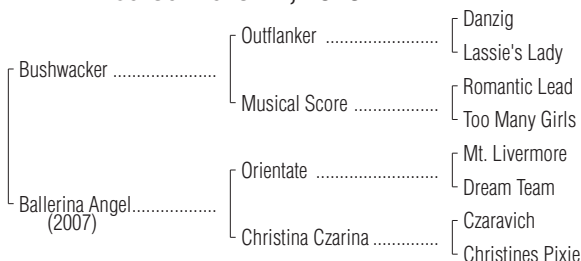 Danzig
Outflanker
Lassie's Lady
Bushwacker
Romantic Lead
Musical Score
Too Many Girls
Mt. Livermore
Orientate
Dream Team
Ballerina Angel
(2007)
Czaravich
Christina Czarina
Christines Pixie